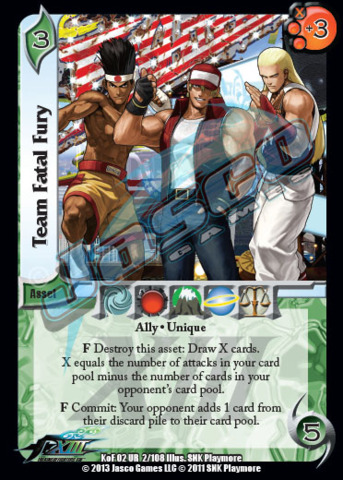 3
+3
Team Fatal Fury
JASCO
GAMES
Asset
Ally • Unique
F Destroy this asset: Draw X cards.
X equals the number of attacks in your card
pool minus the number of cards in your
opponent's card pool.
F Commit: Your opponent adds 1 card from
their discard pile to their card pool.
5
XIII
KoF.02 UR 2/108 Illus. SNK Playmore
© 2013 Jasco Games LLC © 2011 SNK Playmore